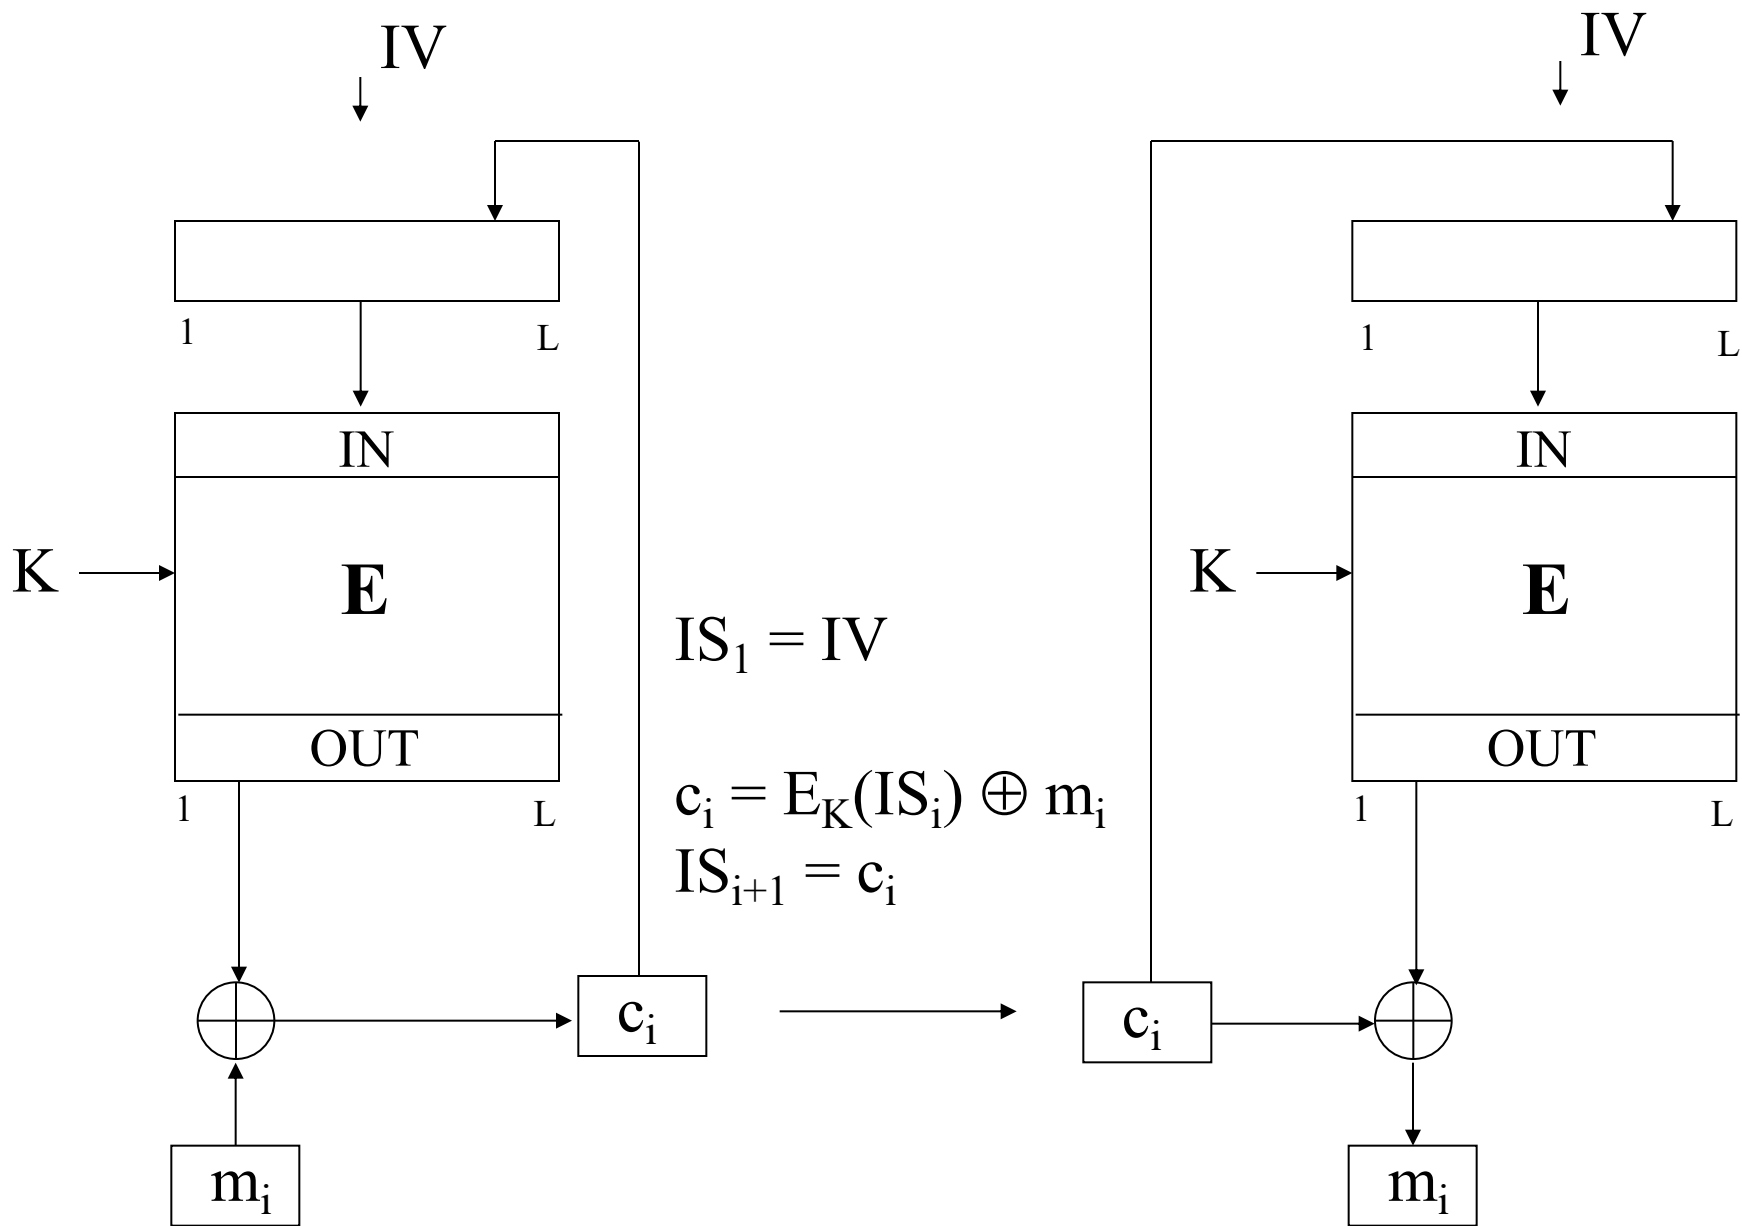 IV
IV
1 L
1 L
IN
IN
K
E
K
E
IS₁ = IV
OUT
OUT
cᵢ = E_K(ISᵢ) ⊕ mᵢ
1 L
1 L
ISᵢ₊₁ = cᵢ
cᵢ
cᵢ
mᵢ
mᵢ